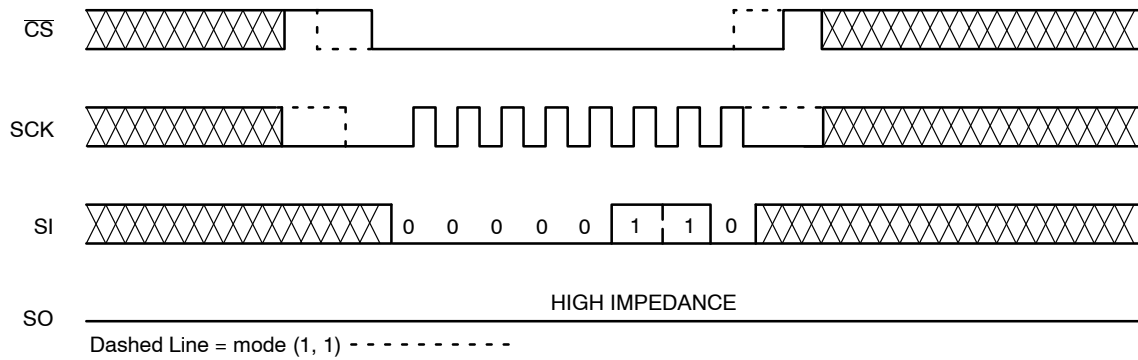 CS
SCK
SI 0 0 0 0 0 1 1 0
HIGH IMPEDANCE
SO
Dashed Line = mode (1, 1)